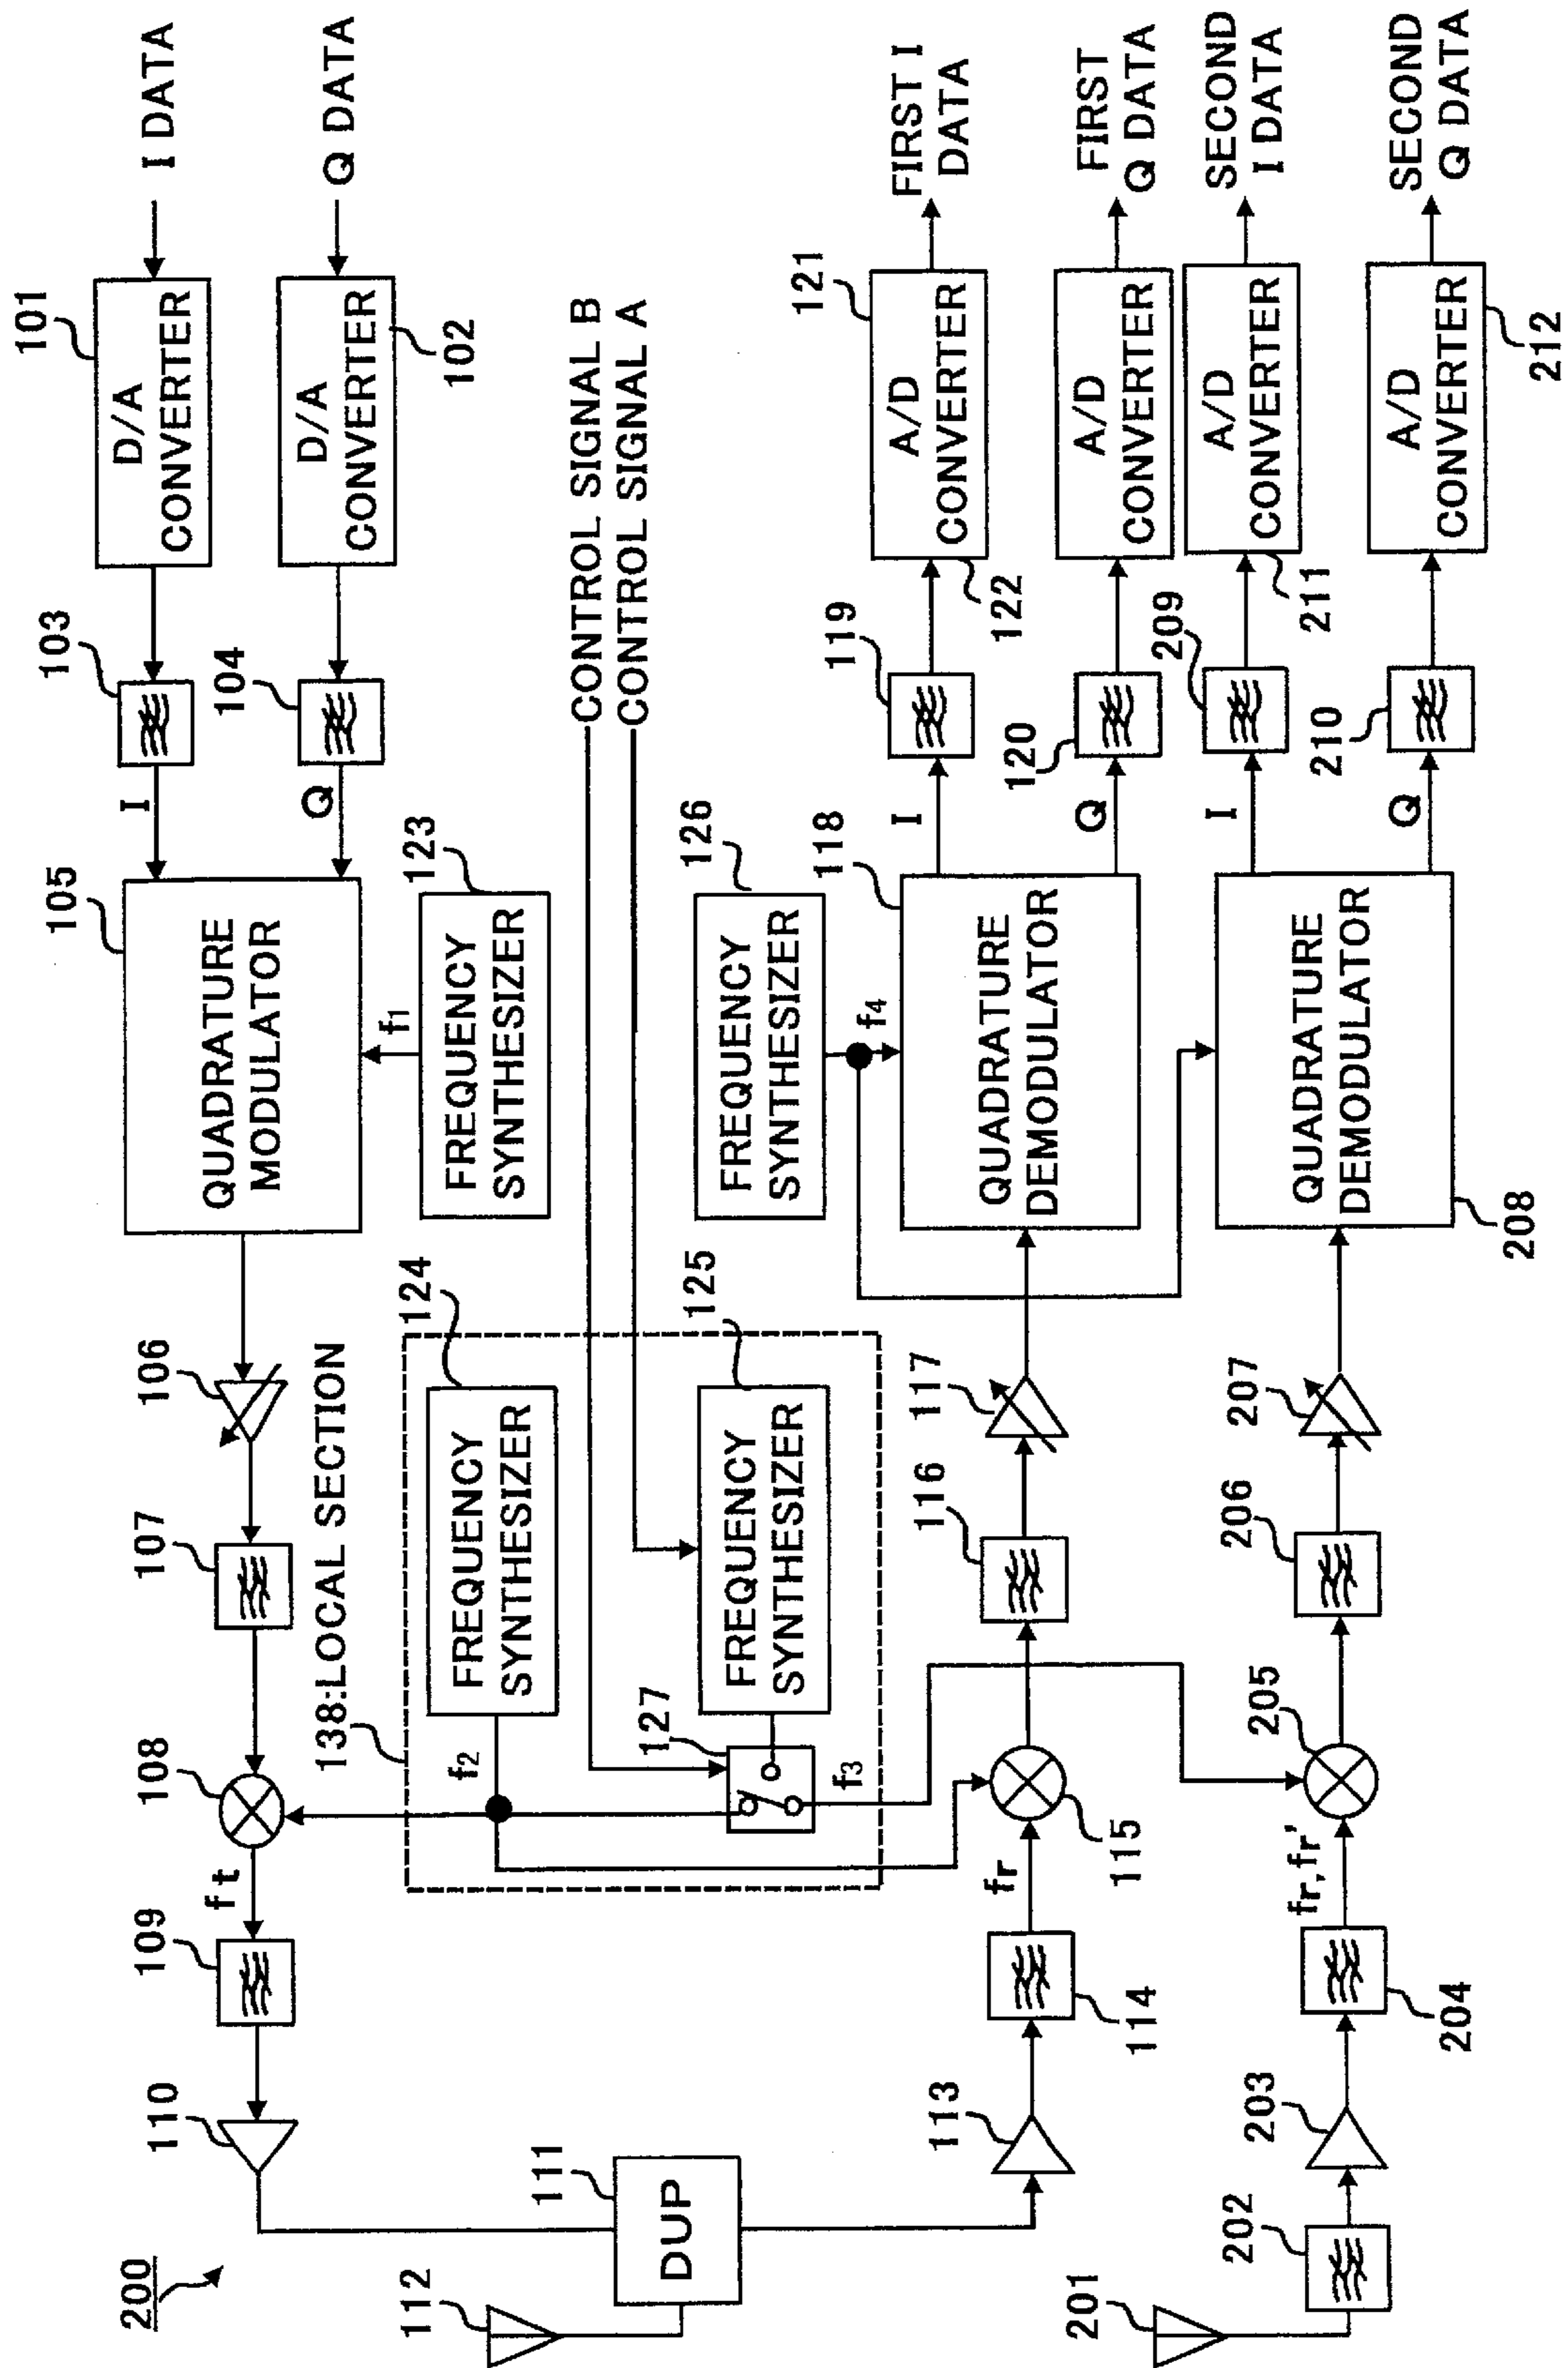 200
112
DUP
111
110
109
ft
108
107
106
QUADRATURE
MODULATOR
105
I
Q
103
104
D/A
CONVERTER
101
D/A
CONVERTER
102
I DATA
Q DATA
f1
FREQUENCY
SYNTHESIZER
123
138:LOCAL SECTION
FREQUENCY
SYNTHESIZER
124
f2
127
f3
FREQUENCY
SYNTHESIZER
125
CONTROL SIGNAL B
CONTROL SIGNAL A
FREQUENCY
SYNTHESIZER
126
f4
113
114
fr
115
116
117
QUADRATURE
DEMODULATOR
118
I
Q
119
120
A/D
CONVERTER
121
122
A/D
CONVERTER
FIRST I
DATA
FIRST
Q DATA
201
202
203
204
fr, fr'
205
206
207
QUADRATURE
DEMODULATOR
208
I
Q
209
210
A/D
CONVERTER
211
A/D
CONVERTER
212
SECOND
I DATA
SECOND
Q DATA